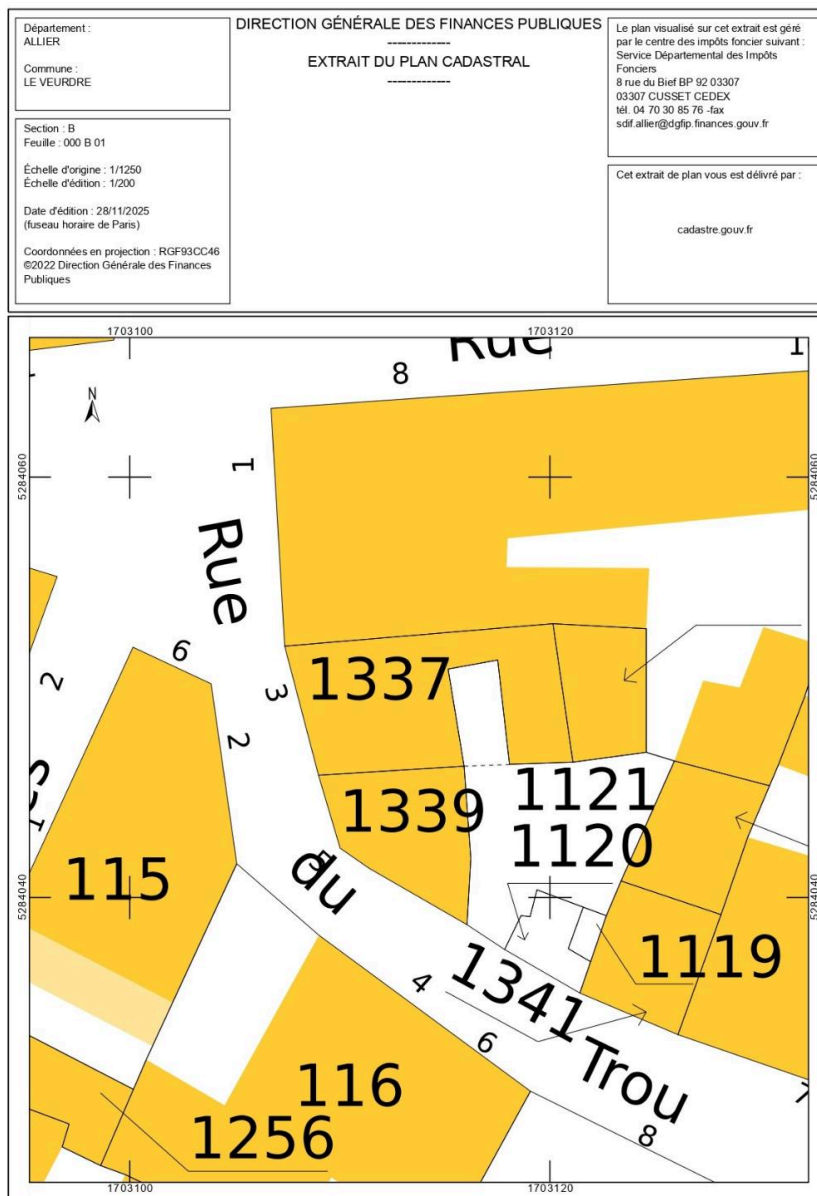 Département :
ALLIER
Commune :
LE VEURDRE
Section : B
Feuille : 000 B 01
Échelle d'origine : 1/1250
Échelle d'édition : 1/200
Date d'édition : 28/11/2025
(fuseau horaire de Paris)
Coordonnées en projection : RGF93CC46
©2022 Direction Générale des Finances
Publiques
DIRECTION GÉNÉRALE DES FINANCES PUBLIQUES
-------------
EXTRAIT DU PLAN CADASTRAL
-------------
Le plan visualisé sur cet extrait est géré
par le centre des impôts foncier suivant :
Service Départemental des Impôts
Fonciers
8 rue du Bief BP 92 03307
03307 CUSSET CEDEX
tél. 04 70 30 85 76 -fax
sdif.allier@dgfip.finances.gouv.fr
Cet extrait de plan vous est délivré par :
cadastre.gouv.fr
1703100
1703120
Rue
8
1
N
1
5284060
5284060
Rue
6
2
3
1337
2
1121
1339
1120
1
5
du
115
5284040
5284040
1119
1341
4
6
Trou
116
7
1256
8
1703100
1703120